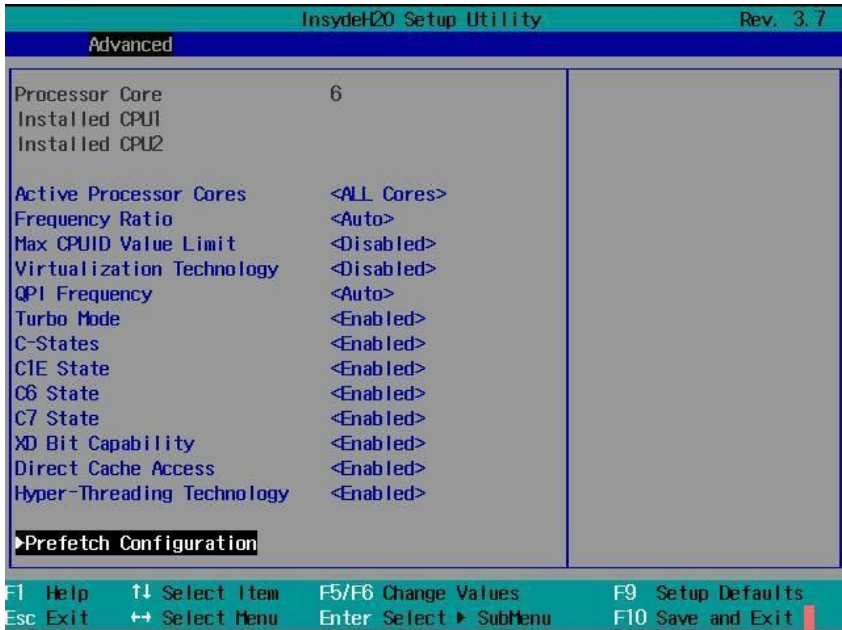 InsydeH2O Setup Utility Rev. 3.7
Advanced
Processor Core 6
Installed CPU1
Installed CPU2
Active Processor Cores <ALL Cores>
Frequency Ratio <Auto>
Max CPUID Value Limit <Disabled>
Virtualization Technology <Disabled>
QPI Frequency <Auto>
Turbo Mode <Enabled>
C-States <Enabled>
C1E State <Enabled>
C6 State <Enabled>
C7 State <Enabled>
XD Bit Capability <Enabled>
Direct Cache Access <Enabled>
Hyper-Threading Technology <Enabled>
▶Prefetch Configuration
F1 Help ↑↓ Select Item F5/F6 Change Values F9 Setup Defaults
Esc Exit ↔ Select Menu Enter Select ▶ SubMenu F10 Save and Exit